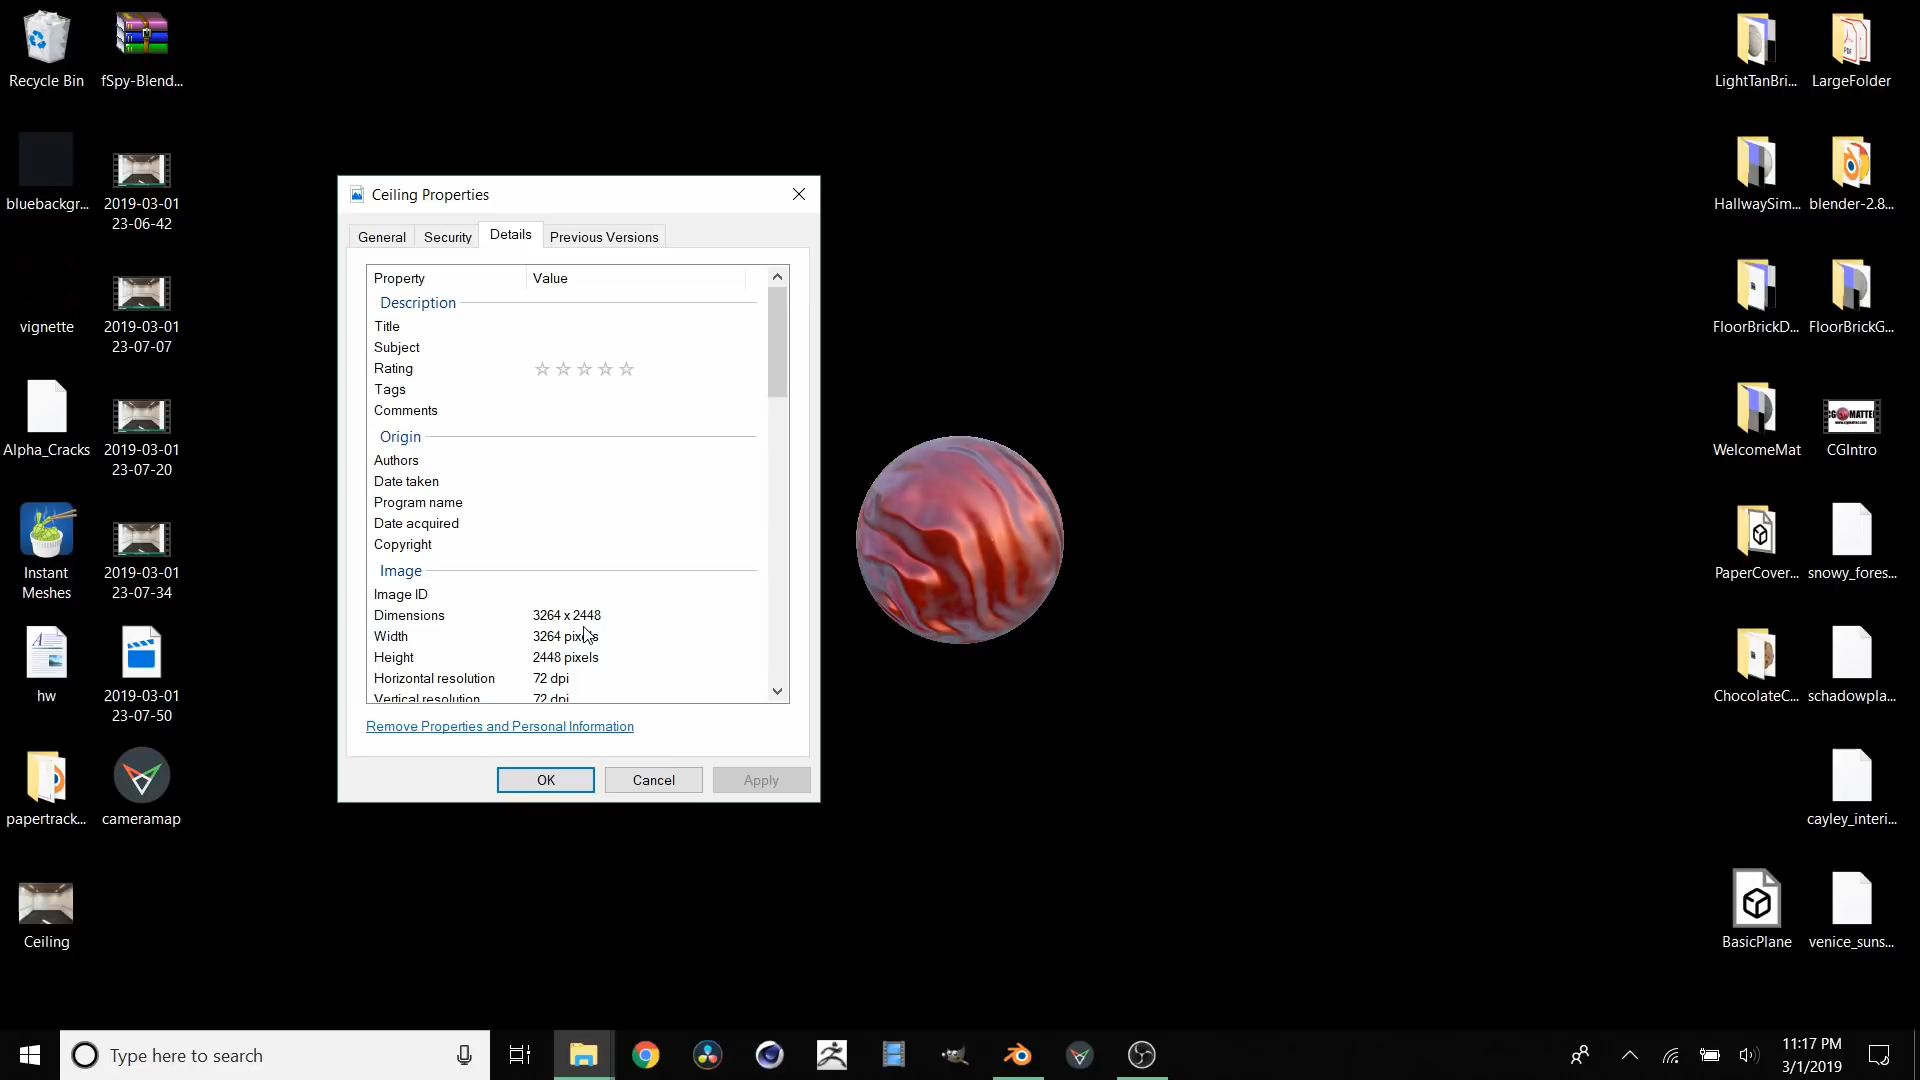 Recycle Bin
fSpy-Blend...
bluebackgr...
2019-03-01
23-06-42
vignette
2019-03-01
23-07-07
Alpha_Cracks
2019-03-01
23-07-20
Instant
Meshes
2019-03-01
23-07-34
hw
2019-03-01
23-07-50
papertrack...
cameramap
Ceiling
Ceiling Properties
General
Security
Details
Previous Versions
Property
Value
Description
Title
Subject
Rating
Tags
Comments
Origin
Authors
Date taken
Program name
Date acquired
Copyright
Image
Image ID
Dimensions
3264 x 2448
Width
3264 pixels
Height
2448 pixels
Horizontal resolution
72 dpi
Vertical resolution
72 dpi
Remove Properties and Personal Information
OK
Cancel
Apply
LightTanBri...
LargeFolder
HallwaySim...
blender-2.8...
FloorBrickD...
FloorBrickG...
WelcomeMat
CGIntro
PaperCover...
snowy_fores...
ChocolateC...
schadowpla...
cayley_interi...
BasicPlane
venice_suns...
Type here to search
11:17 PM
3/1/2019